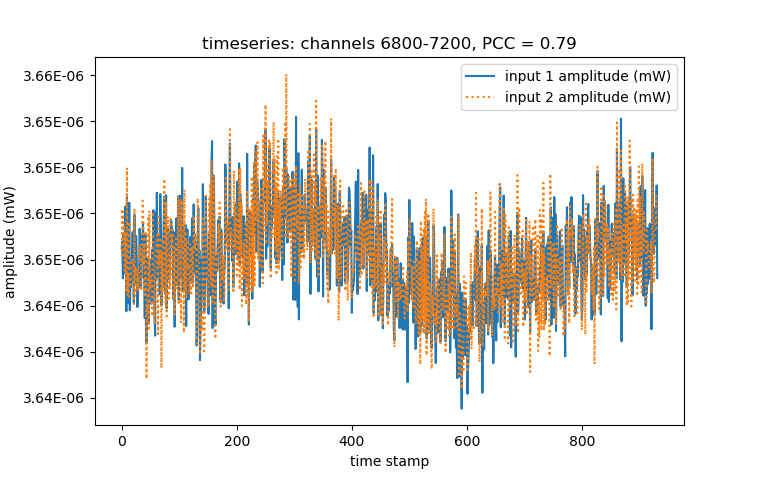 timeseries: channels 6800-7200, PCC = 0.79
input 1 amplitude (mW)
input 2 amplitude (mW)
amplitude (mW)
3.66E-06
3.65E-06
3.65E-06
3.65E-06
3.65E-06
3.64E-06
3.64E-06
3.64E-06
0 200 400 600 800
time stamp